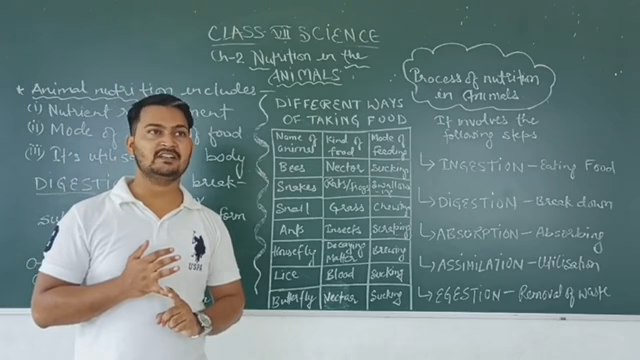 CLASS VII SCIENCE
Ch-2 Nutrition in the
ANIMALS
* Animal nutrition includes
(i) Nutrient
(ii) Mode of food
(iii) It's body
break-
form
DIFFERENT WAYS
OF TAKING FOOD
Name of animal Kind of food Mode of feeding
Bees Nector Sucking
Snakes
Snail Grass Chewing
Ants Insects Scraping
Housefly Decaying Matter
Lice Blood Sucking
Butterfly Nectar Sucking
Process of nutrition
in Animals
It involves the
following steps
INGESTION - Eating Food
DIGESTION - Break down
ABSORPTION - Absorbing
ASSIMILATION - Utilisation
EGESTION - Removal of waste
USPA